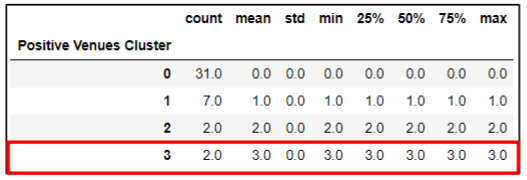 count mean std min 25% 50% 75% max
Positive Venues Cluster
0 31.0 0.0 0.0 0.0 0.0 0.0 0.0 0.0
1 7.0 1.0 0.0 1.0 1.0 1.0 1.0 1.0
2 2.0 2.0 0.0 2.0 2.0 2.0 2.0 2.0
3 2.0 3.0 0.0 3.0 3.0 3.0 3.0 3.0